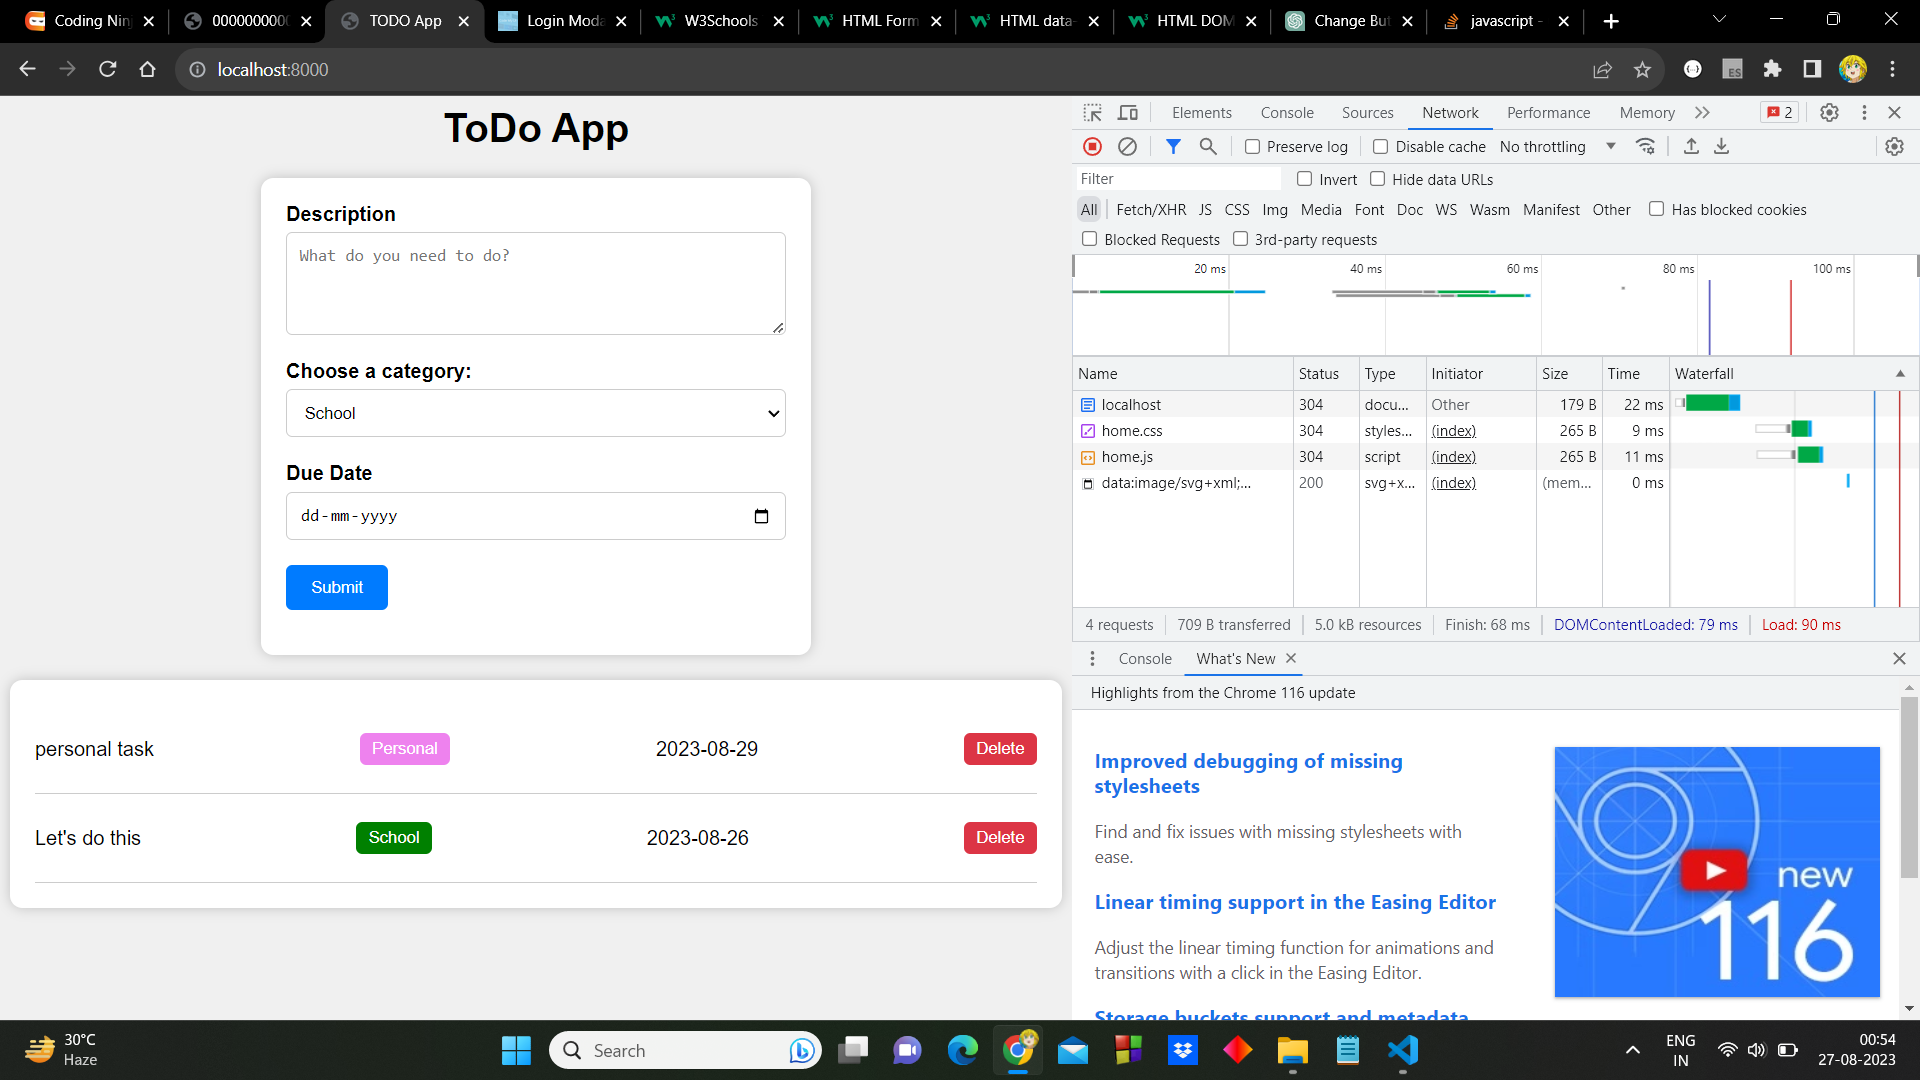 Coding Nin
0000000000
TODO App
Login Moda
W3Schools
HTML Form
HTML data-
HTML DOM
Change But
javascript -
localhost:8000
ToDo App
Description
What do you need to do?
Choose a category:
School
Due Date
dd-mm-yyyy
Submit
personal task Personal 2023-08-29 Delete
Let's do this School 2023-08-26 Delete
Elements Console Sources Network Performance Memory 2
Preserve log Disable cache No throttling
Filter Invert Hide data URLs
All Fetch/XHR JS CSS Img Media Font Doc WS Wasm Manifest Other Has blocked cookies
Blocked Requests 3rd-party requests
20 ms 40 ms 60 ms 80 ms 100 ms
Name Status Type Initiator Size Time Waterfall
localhost 304 docu... Other 179 B 22 ms
home.css 304 styles... (index) 265 B 9 ms
home.js 304 script (index) 265 B 11 ms
data:image/svg+xml;... 200 svg+x... (index) (mem... 0 ms
4 requests 709 B transferred 5.0 kB resources Finish: 68 ms DOMContentLoaded: 79 ms Load: 90 ms
Console What's New
Highlights from the Chrome 116 update
Improved debugging of missing
stylesheets
Find and fix issues with missing stylesheets with
ease.
Linear timing support in the Easing Editor
Adjust the linear timing function for animations and
transitions with a click in the Easing Editor.
Storage buckets support and metadata
new
116
30°C
Haze
Search
ENG
IN
00:54
27-08-2023